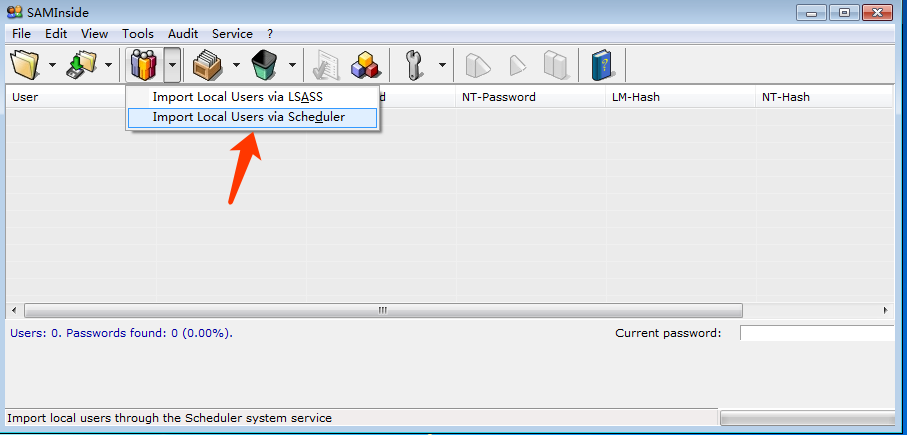 SAMInside
File Edit View Tools Audit Service ?
Import Local Users via LSASS
Import Local Users via Scheduler
User d NT-Password LM-Hash NT-Hash
Users: 0. Passwords found: 0 (0.00%). Current password:
Import local users through the Scheduler system service